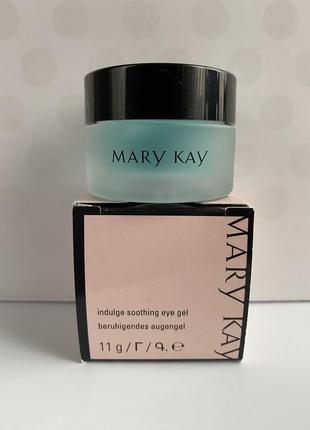 MARY KAY
indulge soothing eye gel
beruhigendes augengel
11 g / Г / գ. ℮
MARY KAY